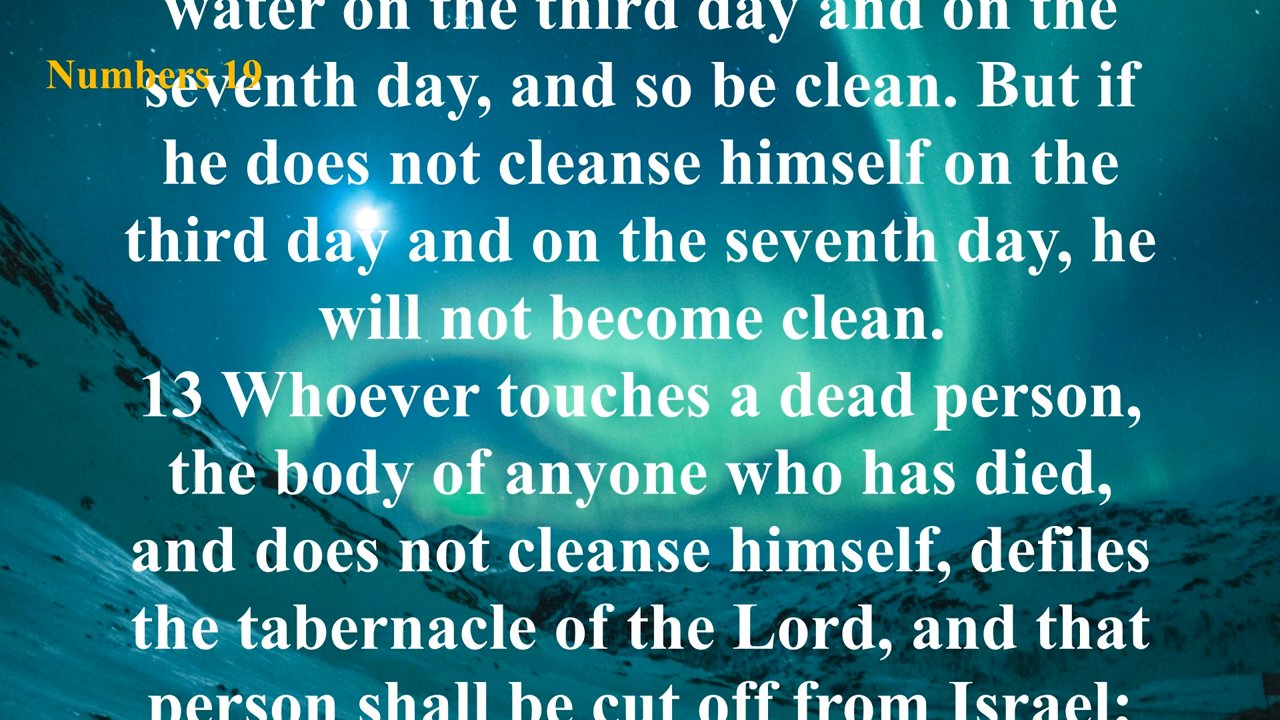 water on the third day and on the
Numbers 19
seventh day, and so be clean. But if
he does not cleanse himself on the
third day and on the seventh day, he
will not become clean.
13 Whoever touches a dead person,
the body of anyone who has died,
and does not cleanse himself, defiles
the tabernacle of the Lord, and that
person shall be cut off from Israel;